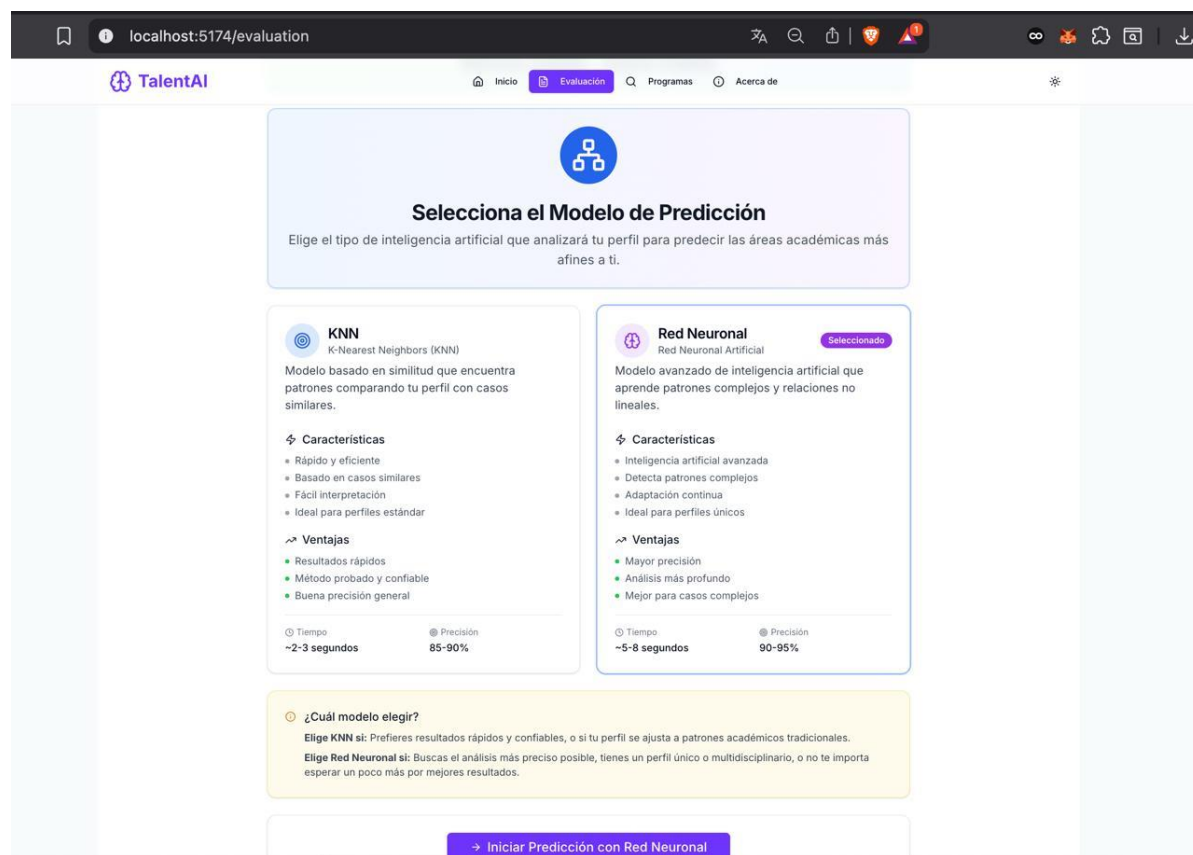 localhost:5174/evaluation
1
TalentAI
Inicio
Evaluación
Programas
Acerca de
Selecciona el Modelo de Predicción
Elige el tipo de inteligencia artificial que analizará tu perfil para predecir las áreas académicas más
afines a ti.
KNN
K-Nearest Neighbors (KNN)
Modelo basado en similitud que encuentra
patrones comparando tu perfil con casos
similares.
Características
Rápido y eficiente
Basado en casos similares
Fácil interpretación
Ideal para perfiles estándar
Ventajas
Resultados rápidos
Método probado y confiable
Buena precisión general
Tiempo
~2-3 segundos
Precisión
85-90%
Red Neuronal
Red Neuronal Artificial
Seleccionado
Modelo avanzado de inteligencia artificial que
aprende patrones complejos y relaciones no
lineales.
Características
Inteligencia artificial avanzada
Detecta patrones complejos
Adaptación continua
Ideal para perfiles únicos
Ventajas
Mayor precisión
Análisis más profundo
Mejor para casos complejos
Tiempo
~5-8 segundos
Precisión
90-95%
¿Cuál modelo elegir?
Elige KNN si: Prefieres resultados rápidos y confiables, o si tu perfil se ajusta a patrones académicos tradicionales.
Elige Red Neuronal si: Buscas el análisis más preciso posible, tienes un perfil único o multidisciplinario, o no te importa
esperar un poco más por mejores resultados.
→ Iniciar Predicción con Red Neuronal